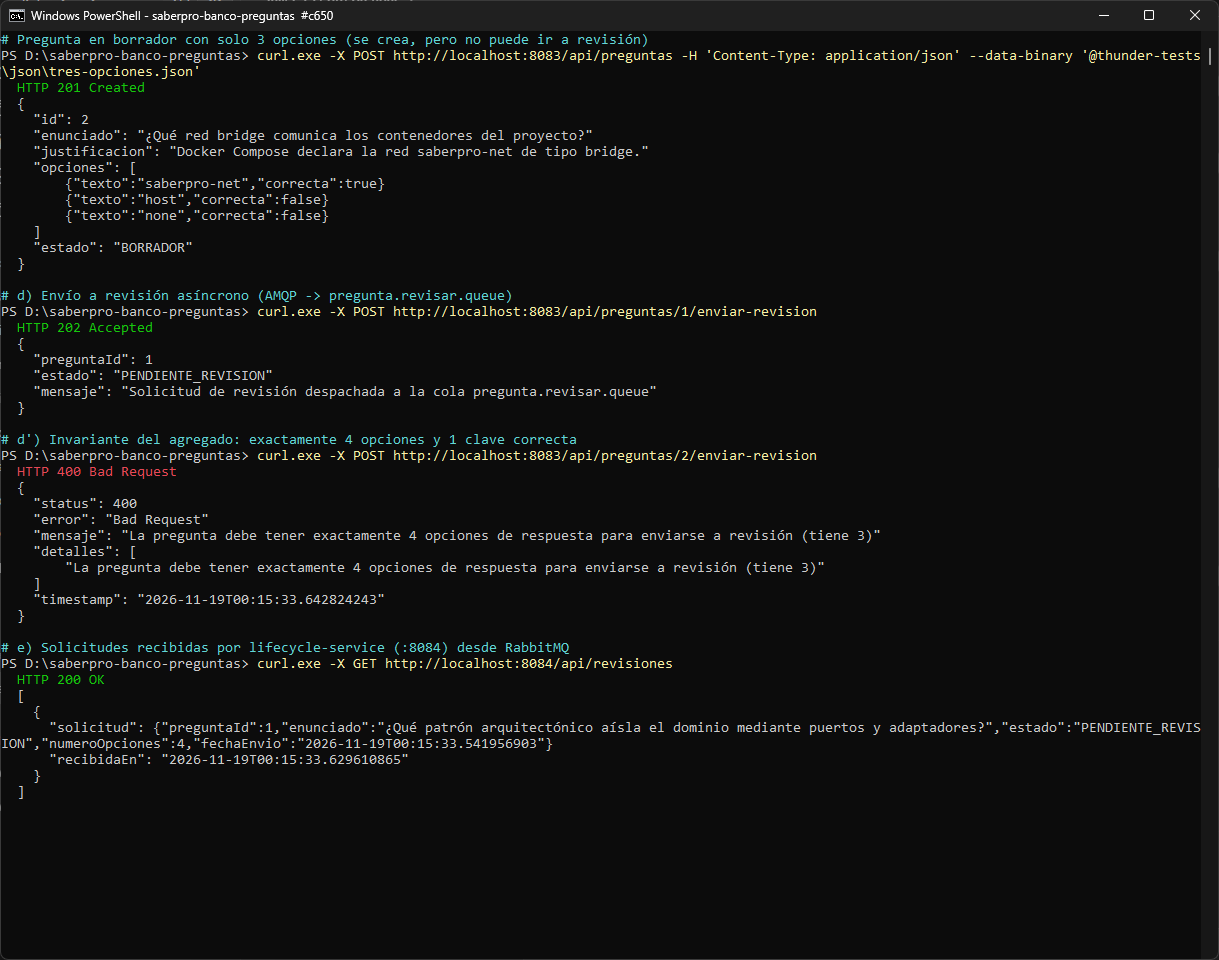 Windows PowerShell - saberpro-banco-preguntas #c650
# Pregunta en borrador con solo 3 opciones (se crea, pero no puede ir a revisión)
PS D:\saberpro-banco-preguntas> curl.exe -X POST http://localhost:8083/api/preguntas -H 'Content-Type: application/json' --data-binary '@thunder-tests
\json\tres-opciones.json'
HTTP 201 Created
{
"id": 2
"enunciado": "¿Qué red bridge comunica los contenedores del proyecto?"
"justificacion": "Docker Compose declara la red saberpro-net de tipo bridge."
"opciones": [
{"texto":"saberpro-net","correcta":true}
{"texto":"host","correcta":false}
{"texto":"none","correcta":false}
]
"estado": "BORRADOR"
}
# d) Envío a revisión asíncrono (AMQP -> pregunta.revisar.queue)
PS D:\saberpro-banco-preguntas> curl.exe -X POST http://localhost:8083/api/preguntas/1/enviar-revision
HTTP 202 Accepted
{
"preguntaId": 1
"estado": "PENDIENTE_REVISION"
"mensaje": "Solicitud de revisión despachada a la cola pregunta.revisar.queue"
}
# d') Invariante del agregado: exactamente 4 opciones y 1 clave correcta
PS D:\saberpro-banco-preguntas> curl.exe -X POST http://localhost:8083/api/preguntas/2/enviar-revision
HTTP 400 Bad Request
{
"status": 400
"error": "Bad Request"
"mensaje": "La pregunta debe tener exactamente 4 opciones de respuesta para enviarse a revisión (tiene 3)"
"detalles": [
"La pregunta debe tener exactamente 4 opciones de respuesta para enviarse a revisión (tiene 3)"
]
"timestamp": "2026-11-19T00:15:33.642824243"
}
# e) Solicitudes recibidas por lifecycle-service (:8084) desde RabbitMQ
PS D:\saberpro-banco-preguntas> curl.exe -X GET http://localhost:8084/api/revisiones
HTTP 200 OK
[
{
"solicitud": {"preguntaId":1,"enunciado":"¿Qué patrón arquitectónico aísla el dominio mediante puertos y adaptadores?","estado":"PENDIENTE_REVIS
ION","numeroOpciones":4,"fechaEnvio":"2026-11-19T00:15:33.541956903"}
"recibidaEn": "2026-11-19T00:15:33.629610865"
}
]